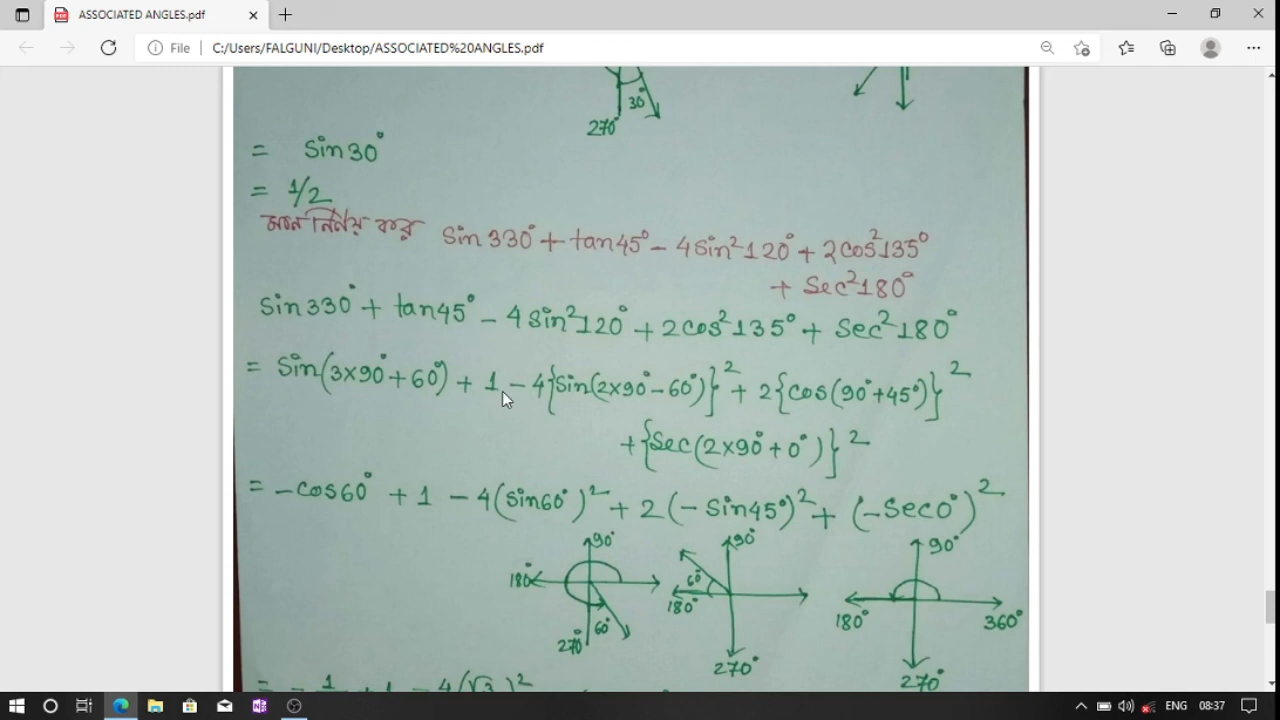 ASSOCIATED ANGLES.pdf
File C:/Users/FALGUNI/Desktop/ASSOCIATED%20ANGLES.pdf
30°
270°
= Sin30°
= 1/2
মান নির্ণয় কর sin330° + tan45° - 4sin²120° + 2cos²135°
+ Sec²180°
sin330° + tan45° - 4sin²120° + 2cos²135° + Sec²180°
= Sin(3×90°+60°) + 1 - 4{sin(2×90°-60°)}² + 2{cos(90°+45°)}²
+{Sec(2×90°+0°)}²
= -cos60° + 1 - 4(sin60°)² + 2(-sin45°)² + (-Sec0°)²
90° 90° 90°
180° 60° 180° 180° 360°
270° 60° 270° 270°
ENG 08:37